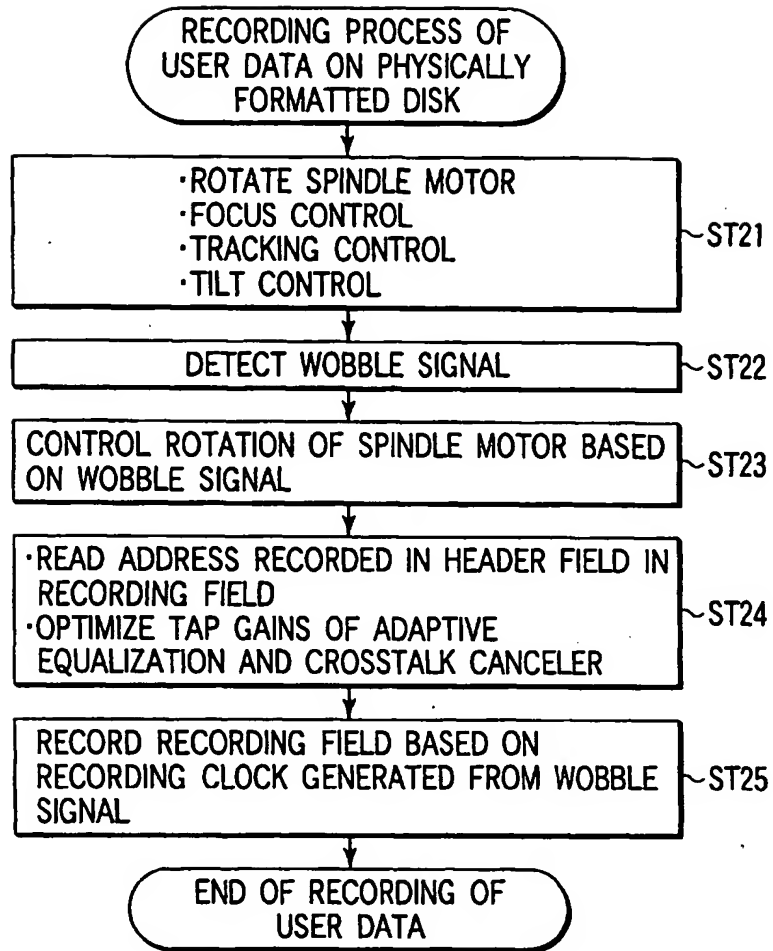 RECORDING PROCESS OF
USER DATA ON PHYSICALLY
FORMATTED DISK
·ROTATE SPINDLE MOTOR
·FOCUS CONTROL
·TRACKING CONTROL
·TILT CONTROL
~ST21
DETECT WOBBLE SIGNAL
~ST22
CONTROL ROTATION OF SPINDLE MOTOR BASED
ON WOBBLE SIGNAL
~ST23
·READ ADDRESS RECORDED IN HEADER FIELD IN
RECORDING FIELD
·OPTIMIZE TAP GAINS OF ADAPTIVE
EQUALIZATION AND CROSSTALK CANCELER
~ST24
RECORD RECORDING FIELD BASED ON
RECORDING CLOCK GENERATED FROM WOBBLE
SIGNAL
~ST25
END OF RECORDING OF
USER DATA